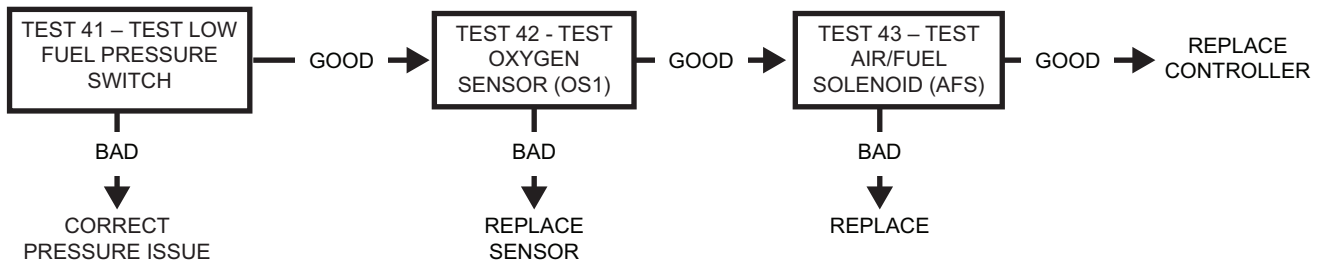 TEST 41 – TEST LOW
FUEL PRESSURE
SWITCH
GOOD
TEST 42 - TEST
OXYGEN
SENSOR (OS1)
GOOD
TEST 43 – TEST
AIR/FUEL
SOLENOID (AFS)
GOOD
REPLACE
CONTROLLER
BAD
BAD
BAD
CORRECT
PRESSURE ISSUE
REPLACE
SENSOR
REPLACE